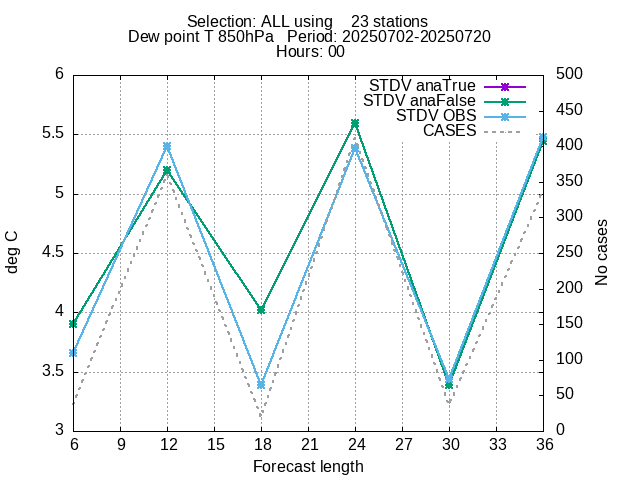 Selection: ALL using    23 stations
Dew point T 850hPa   Period: 20250702-20250720
Hours: 00
STDV anaTrue
STDV anaFalse
STDV OBS
CASES
6
5.5
5
4.5
4
3.5
3
deg C
500
450
400
350
300
250
200
150
100
50
0
No cases
6 9 12 15 18 21 24 27 30 33 36
Forecast length